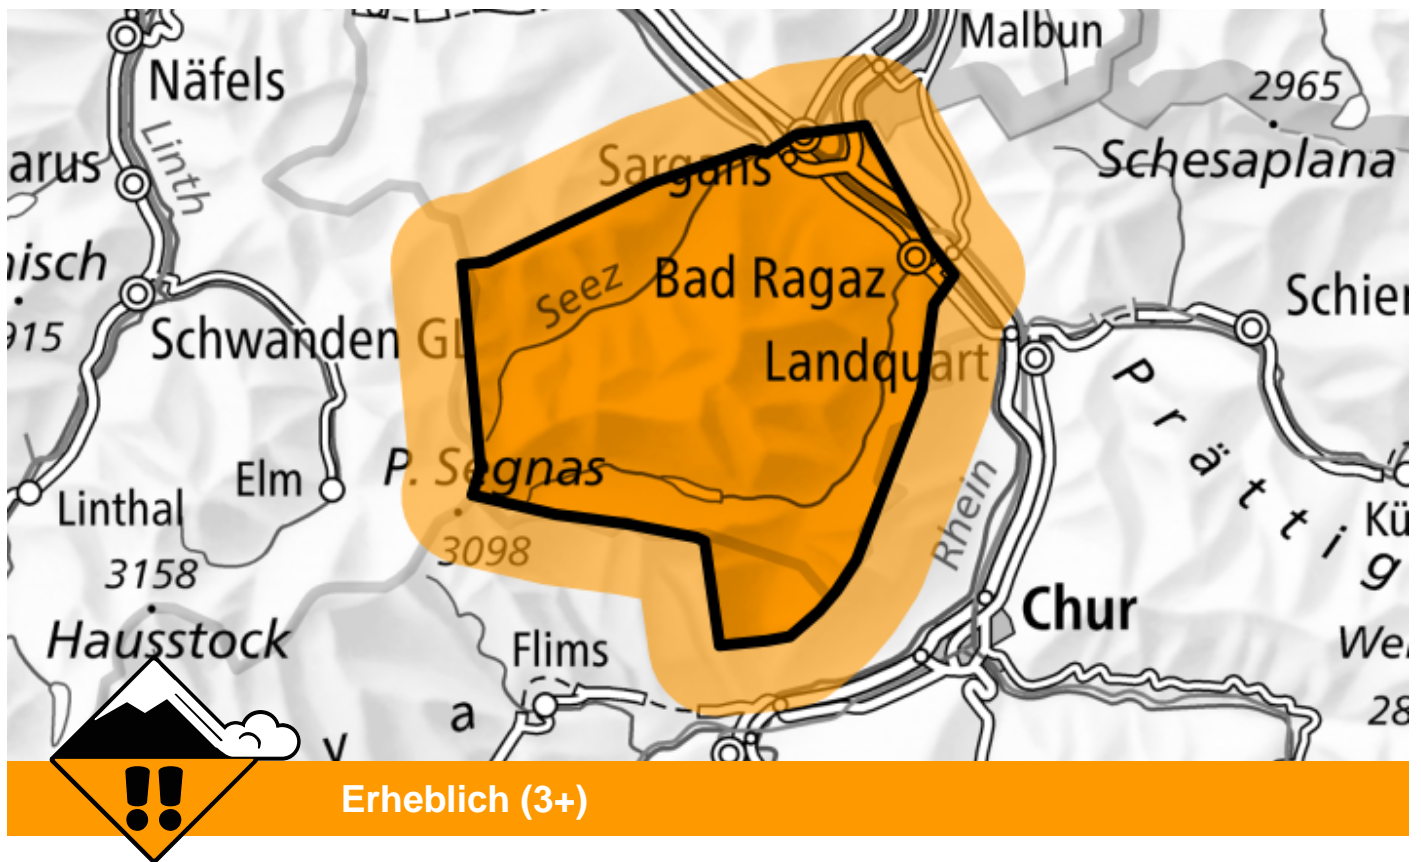 Malbun
Näfels
2965
Linth
arus
Sargans
Schesaplana
nisch
Seez
Bad Ragaz
Schier
915
Schwanden GL
Landquart
Prättig
P. Segnas
Elm
Linthal
Rhein
Kü
3098
3158
Chur
Hausstock
Flims
We
a
28
v
Erheblich (3+)